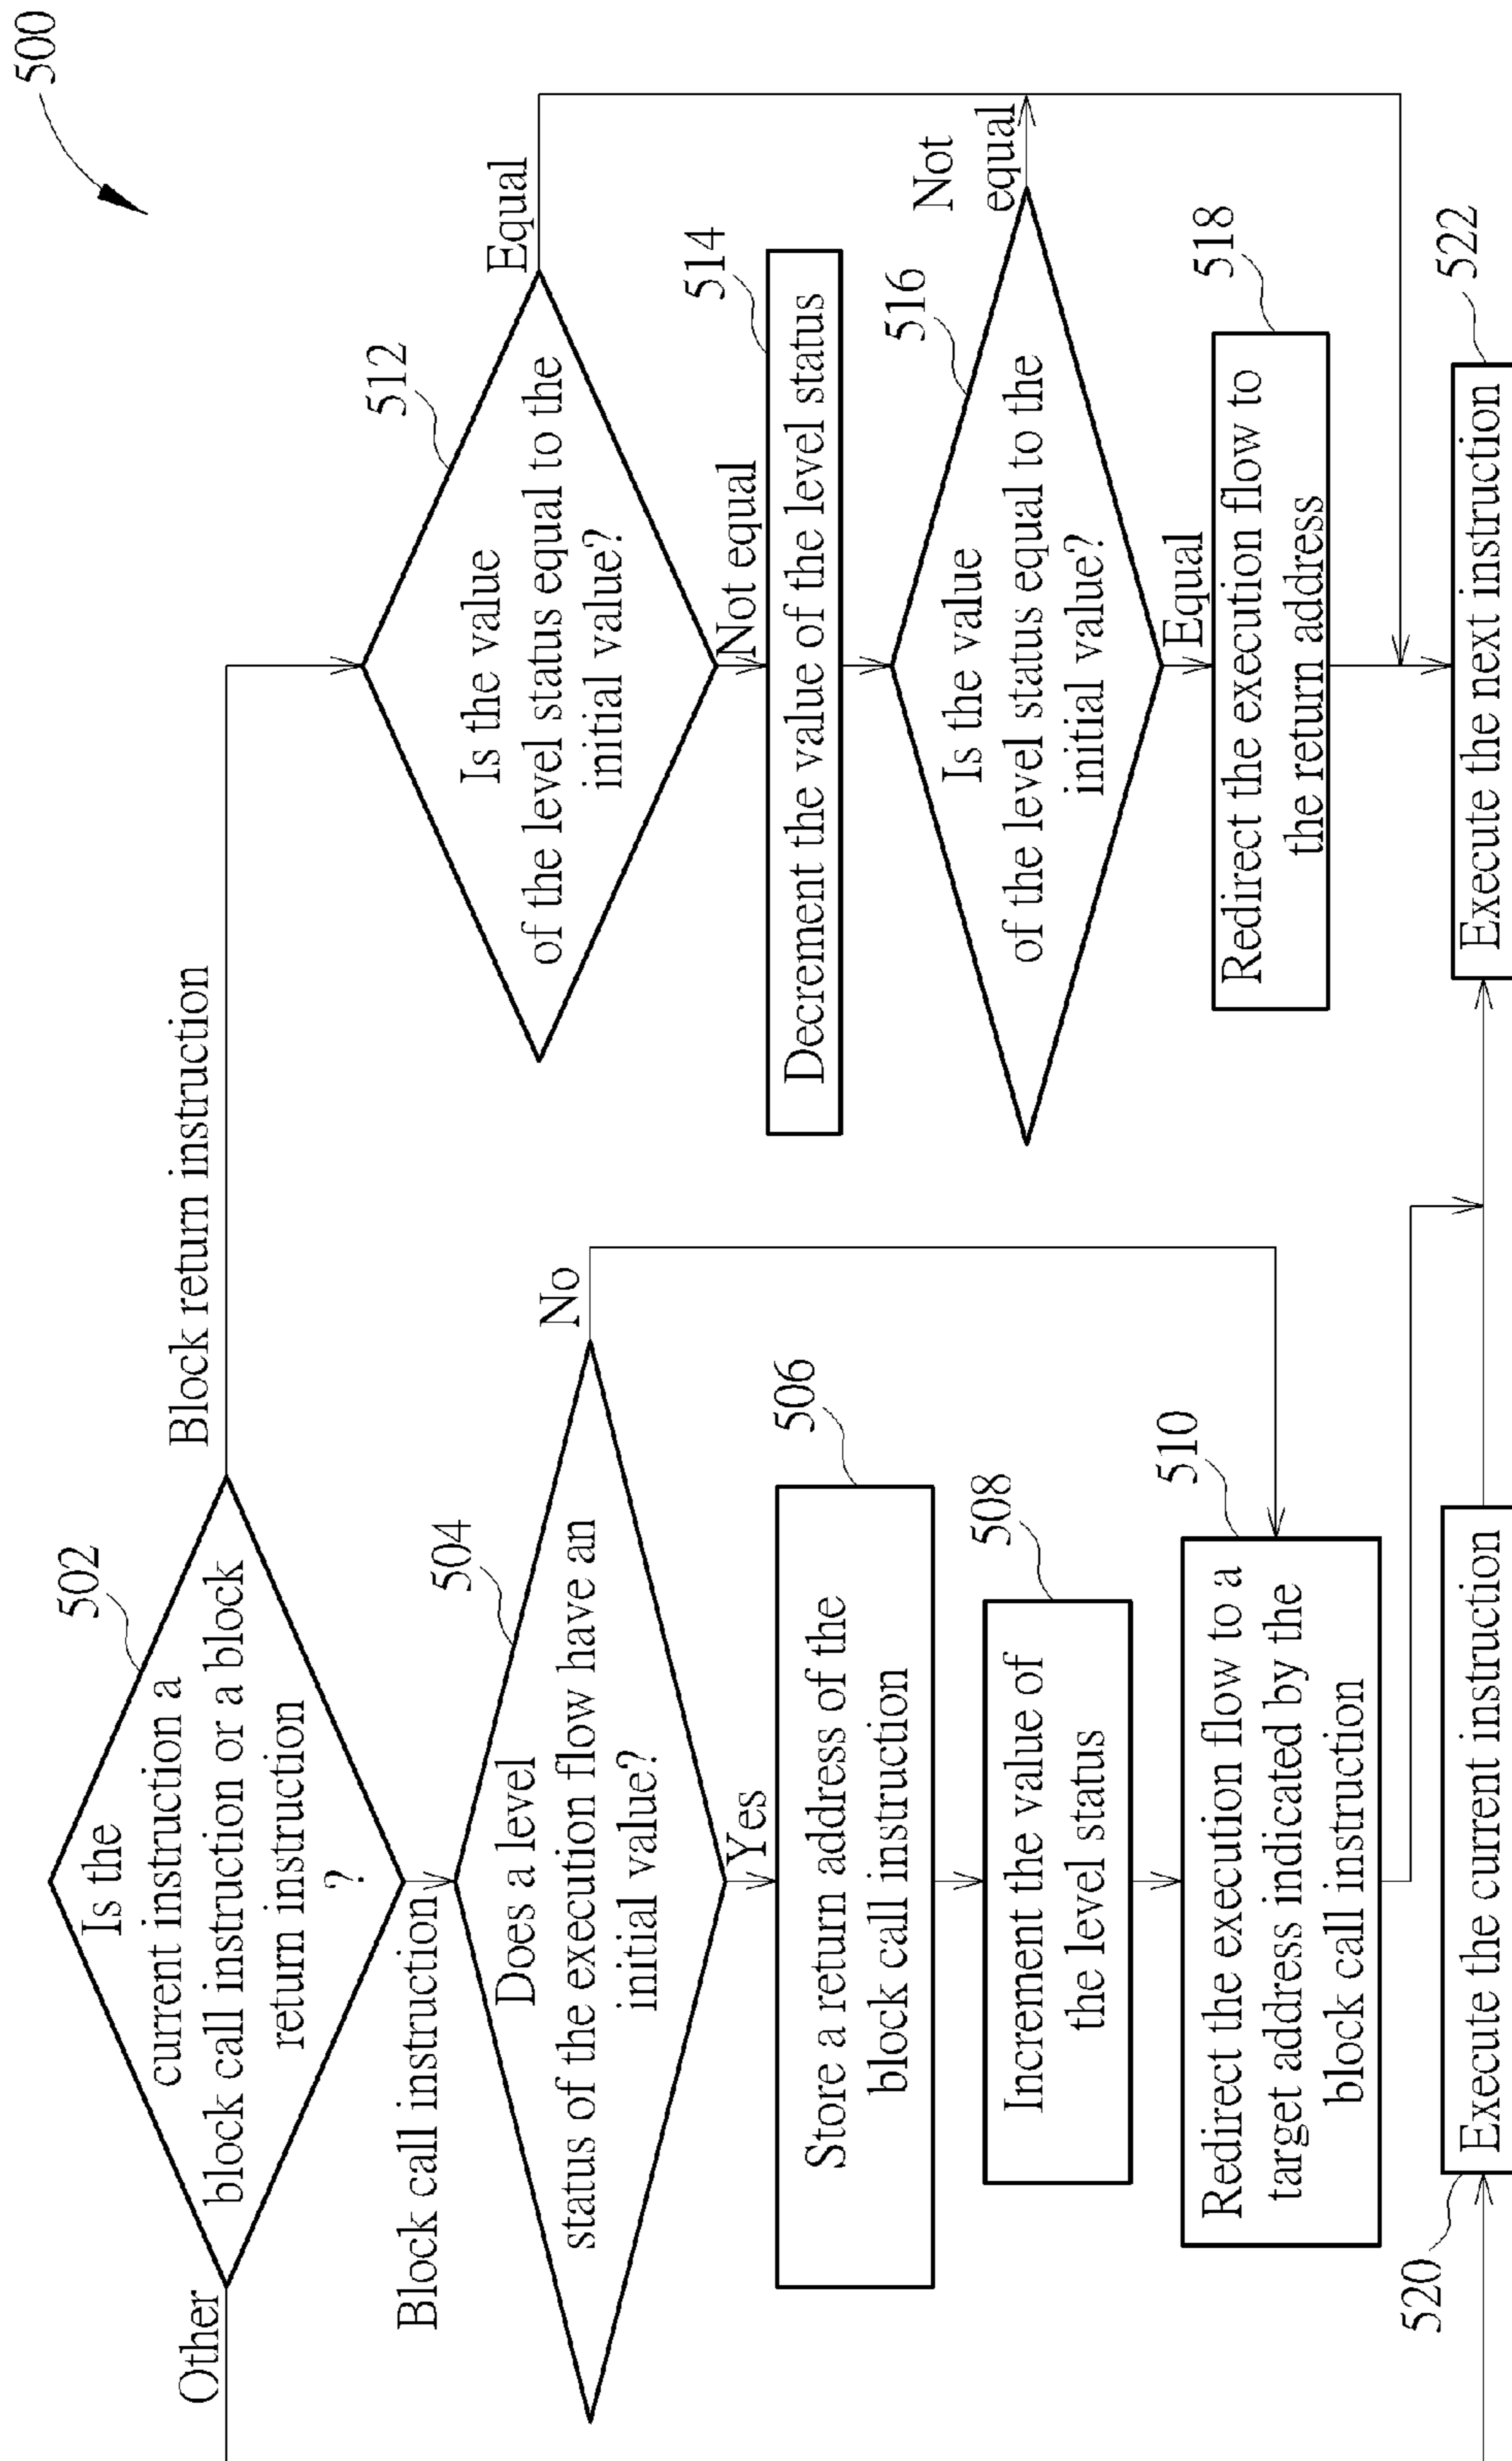 500
502
Is the
current instruction a
block call instruction or a block
return instruction
?
Other
Block call instruction
Block return instruction
504
Does a level
status of the execution flow have an
initial value?
Yes
No
506
Store a return address of the
block call instruction
508
Increment the value of
the level status
510
Redirect the execution flow to a
target address indicated by the
block call instruction
512
Is the value
of the level status equal to the
initial value?
Equal
Not equal
514
Decrement the value of the level status
516
Is the value
of the level status equal to the
initial value?
Not
equal
Equal
518
Redirect the execution flow to
the return address
520
Execute the current instruction
522
Execute the next instruction